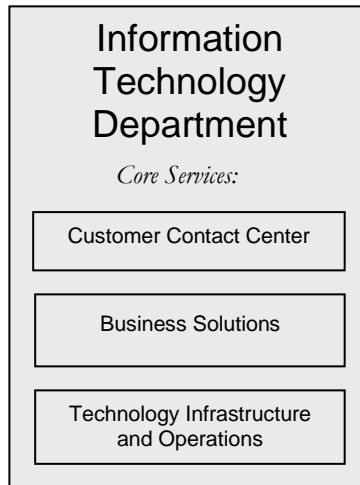 Information
Technology
Department
Core Services:
Customer Contact Center
Business Solutions
Technology Infrastructure
and Operations